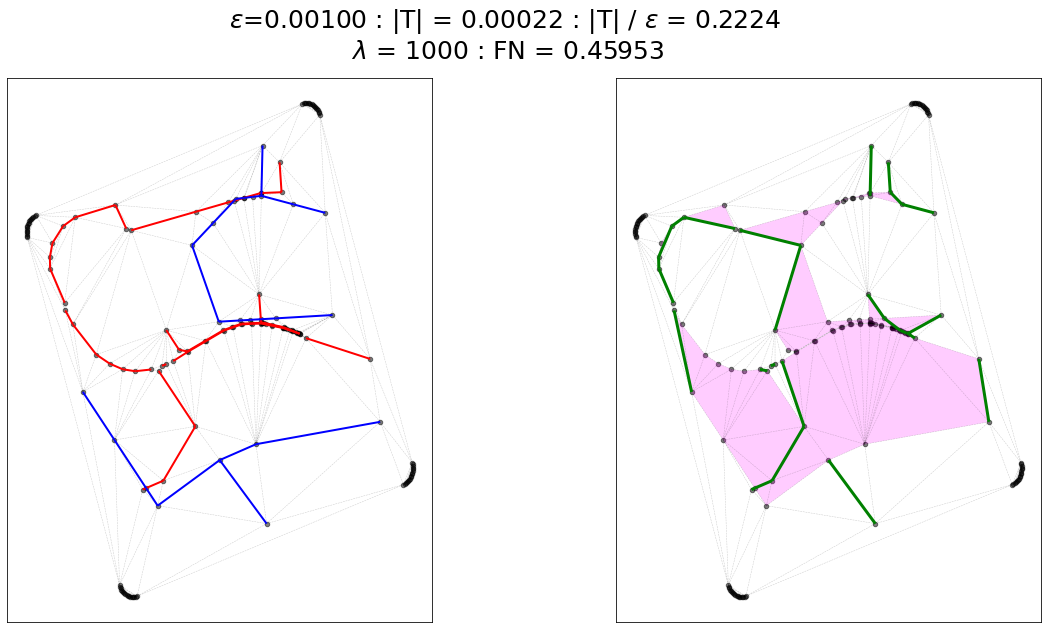 ε=0.00100 : |T| = 0.00022 : |T| / ε = 0.2224
λ = 1000 : FN = 0.45953